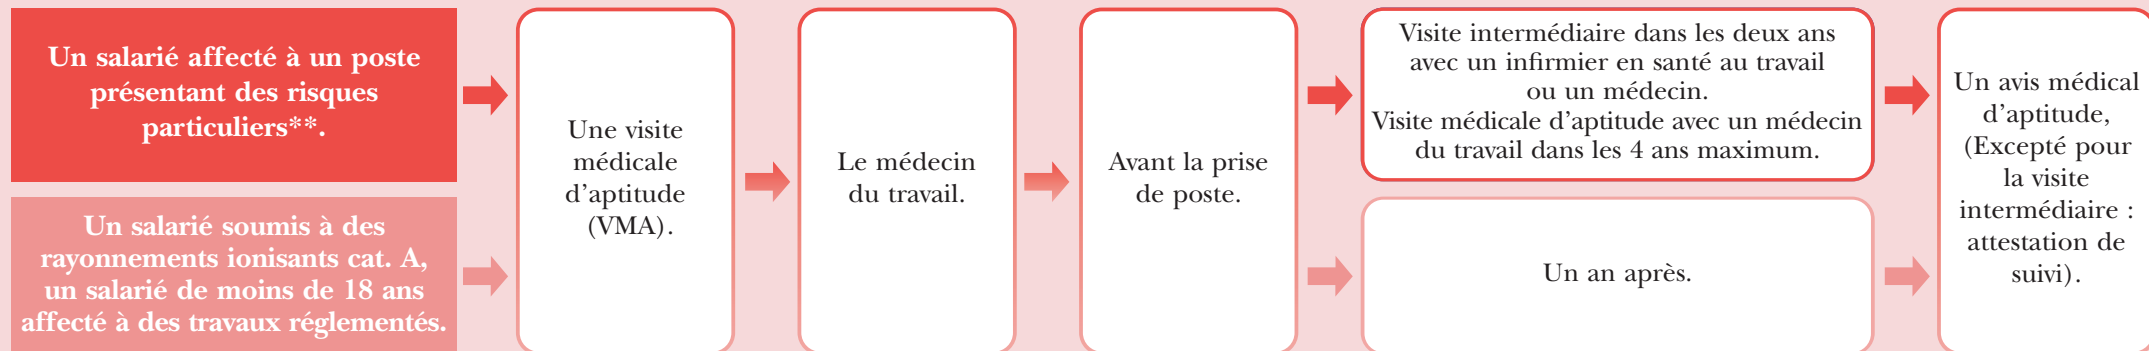 Un salarié affecté à un poste
présentant des risques
particuliers**.
Un salarié soumis à des
rayonnements ionisants cat. A,
un salarié de moins de 18 ans
affecté à des travaux réglementés.
Une visite
médicale
d’aptitude
(VMA).
Le médecin
du travail.
Avant la prise
de poste.
Visite intermédiaire dans les deux ans
avec un infirmier en santé au travail
ou un médecin.
Visite médicale d’aptitude avec un médecin
du travail dans les 4 ans maximum.
Un an après.
Un avis médical
d’aptitude,
(Excepté pour
la visite
intermédiaire :
attestation de
suivi).